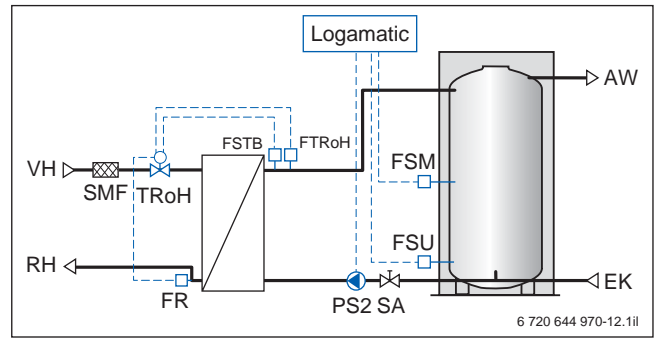 Logamatic
AW
FSTB
FTRoH
VH
SMF
TRoH
FSM
RH
FSU
FR
PS2
SA
EK
6 720 644 970-12.1il